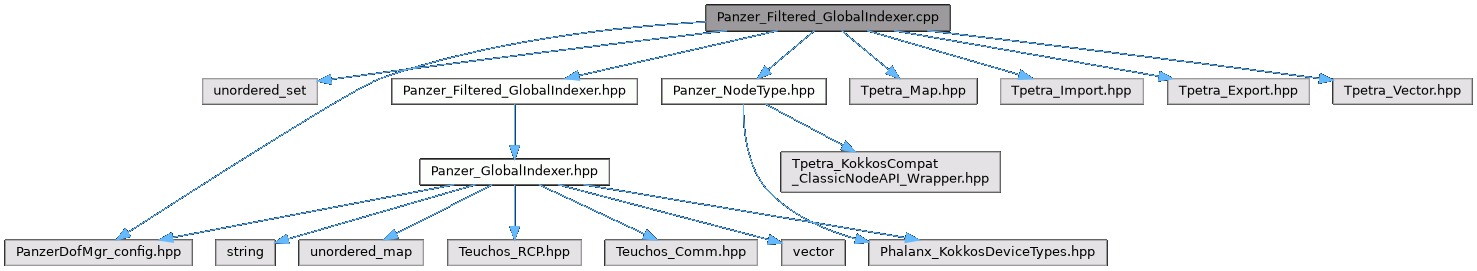 Panzer_Filtered_GlobalIndexer.cpp
unordered_set
Panzer_Filtered_GlobalIndexer.hpp
Panzer_NodeType.hpp
Tpetra_Map.hpp
Tpetra_Import.hpp
Tpetra_Export.hpp
Tpetra_Vector.hpp
Panzer_GlobalIndexer.hpp
Tpetra_KokkosCompat
_ClassicNodeAPI_Wrapper.hpp
PanzerDofMgr_config.hpp
string
unordered_map
Teuchos_RCP.hpp
Teuchos_Comm.hpp
vector
Phalanx_KokkosDeviceTypes.hpp